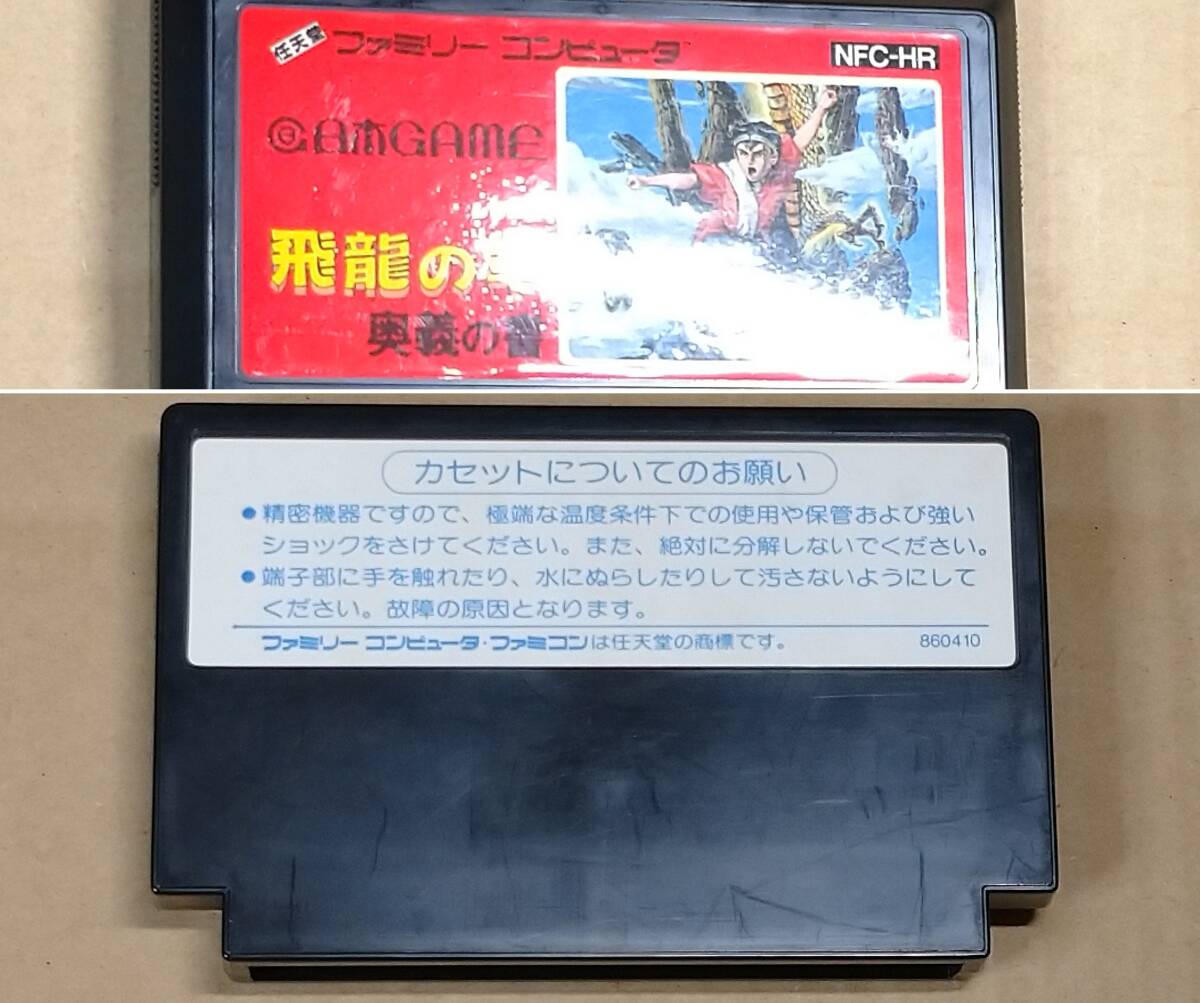 任天堂 ファミリー コンピュータ
NFC-HR
日本GAME
飛龍の
奥義の書
カセットについてのお願い
●精密機器ですので、極端な温度条件下での使用や保管および強い
ショックをさけてください。また、絶対に分解しないでください。
●端子部に手を触れたり、水にぬらしたりして汚さないようにして
ください。故障の原因となります。
ファミリー コンピュータ・ファミコンは任天堂の商標です。 860410